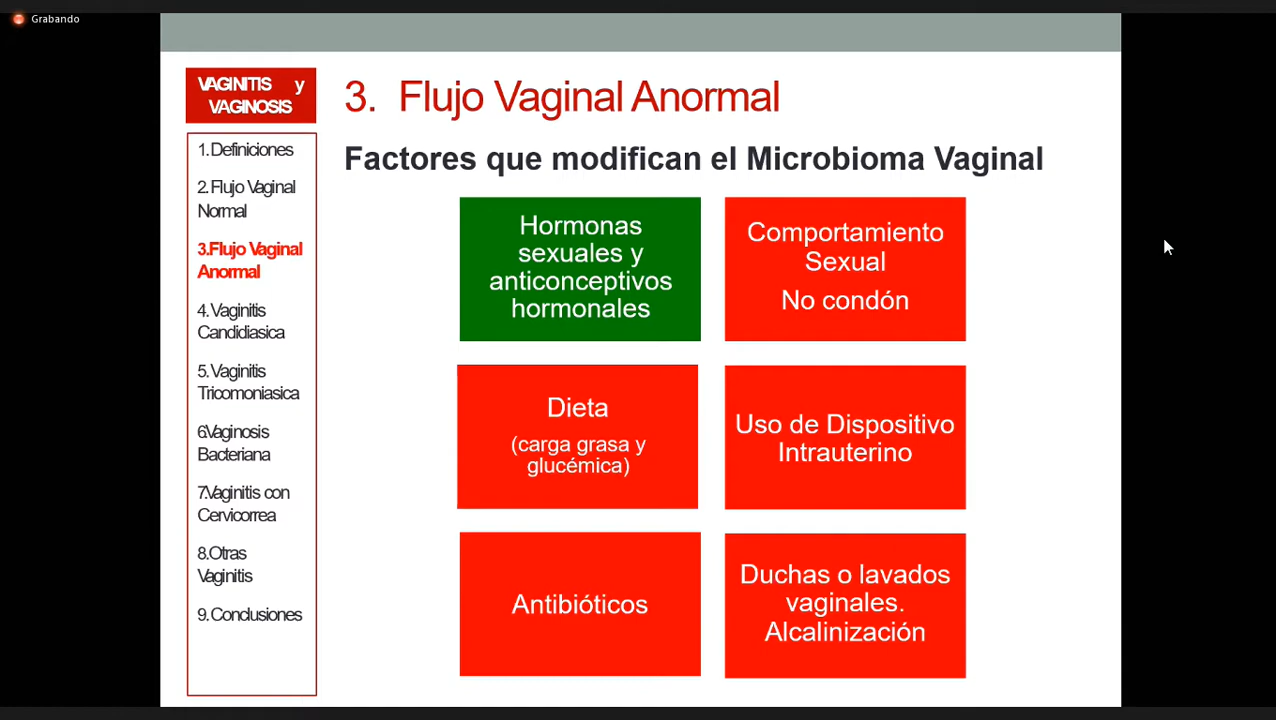 Grabando
VAGINITIS y
VAGINOSIS
1.Definiciones
2.Flujo Vaginal
Normal
3.Flujo Vaginal
Anormal
4.Vaginitis
Candidiasica
5.Vaginitis
Tricomoniasica
6.Vaginosis
Bacteriana
7.Vaginitis con
Cervicorrea
8.Otras
Vaginitis
9.Conclusiones
3. Flujo Vaginal Anormal
Factores que modifican el Microbioma Vaginal
Hormonas
sexuales y
anticonceptivos
hormonales
Comportamiento
Sexual
No condón
Dieta
(carga grasa y
glucémica)
Uso de Dispositivo
Intrauterino
Antibióticos
Duchas o lavados
vaginales.
Alcalinización